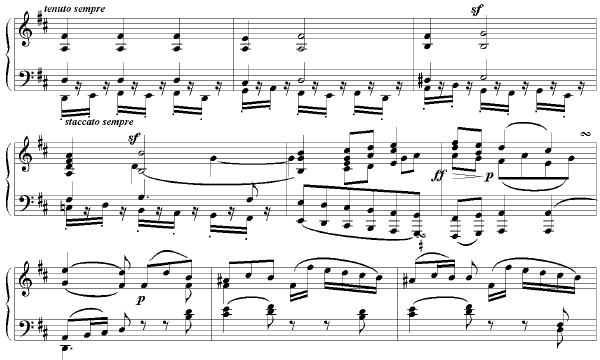 tenuto sempre
sf
staccato sempre
sf
ff p
p